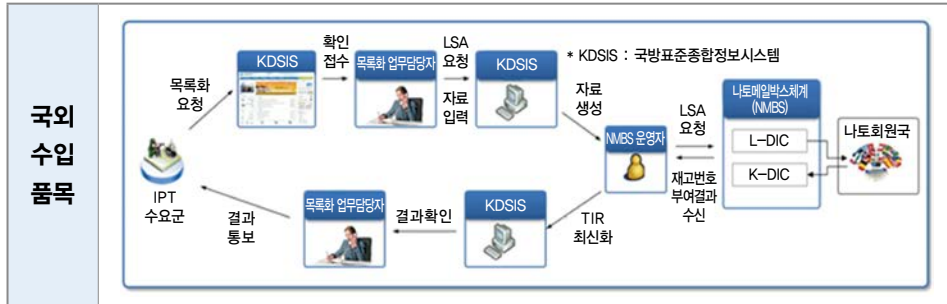 국외
수입
품목
목록화
요청
KDSIS
확인
접수
목록화 업무담당자
LSA
요청
자료
입력
KDSIS
* KDSIS : 국방표준종합정보시스템
자료
생성
NMBS 운영자
LSA
요청
재고번호
부여결과
수신
나토메일박스체계
(NMBS)
L-DIC
K-DIC
나토회원국
TIR
최신화
KDSIS
결과확인
목록화 업무담당자
결과
통보
IPT
수요군